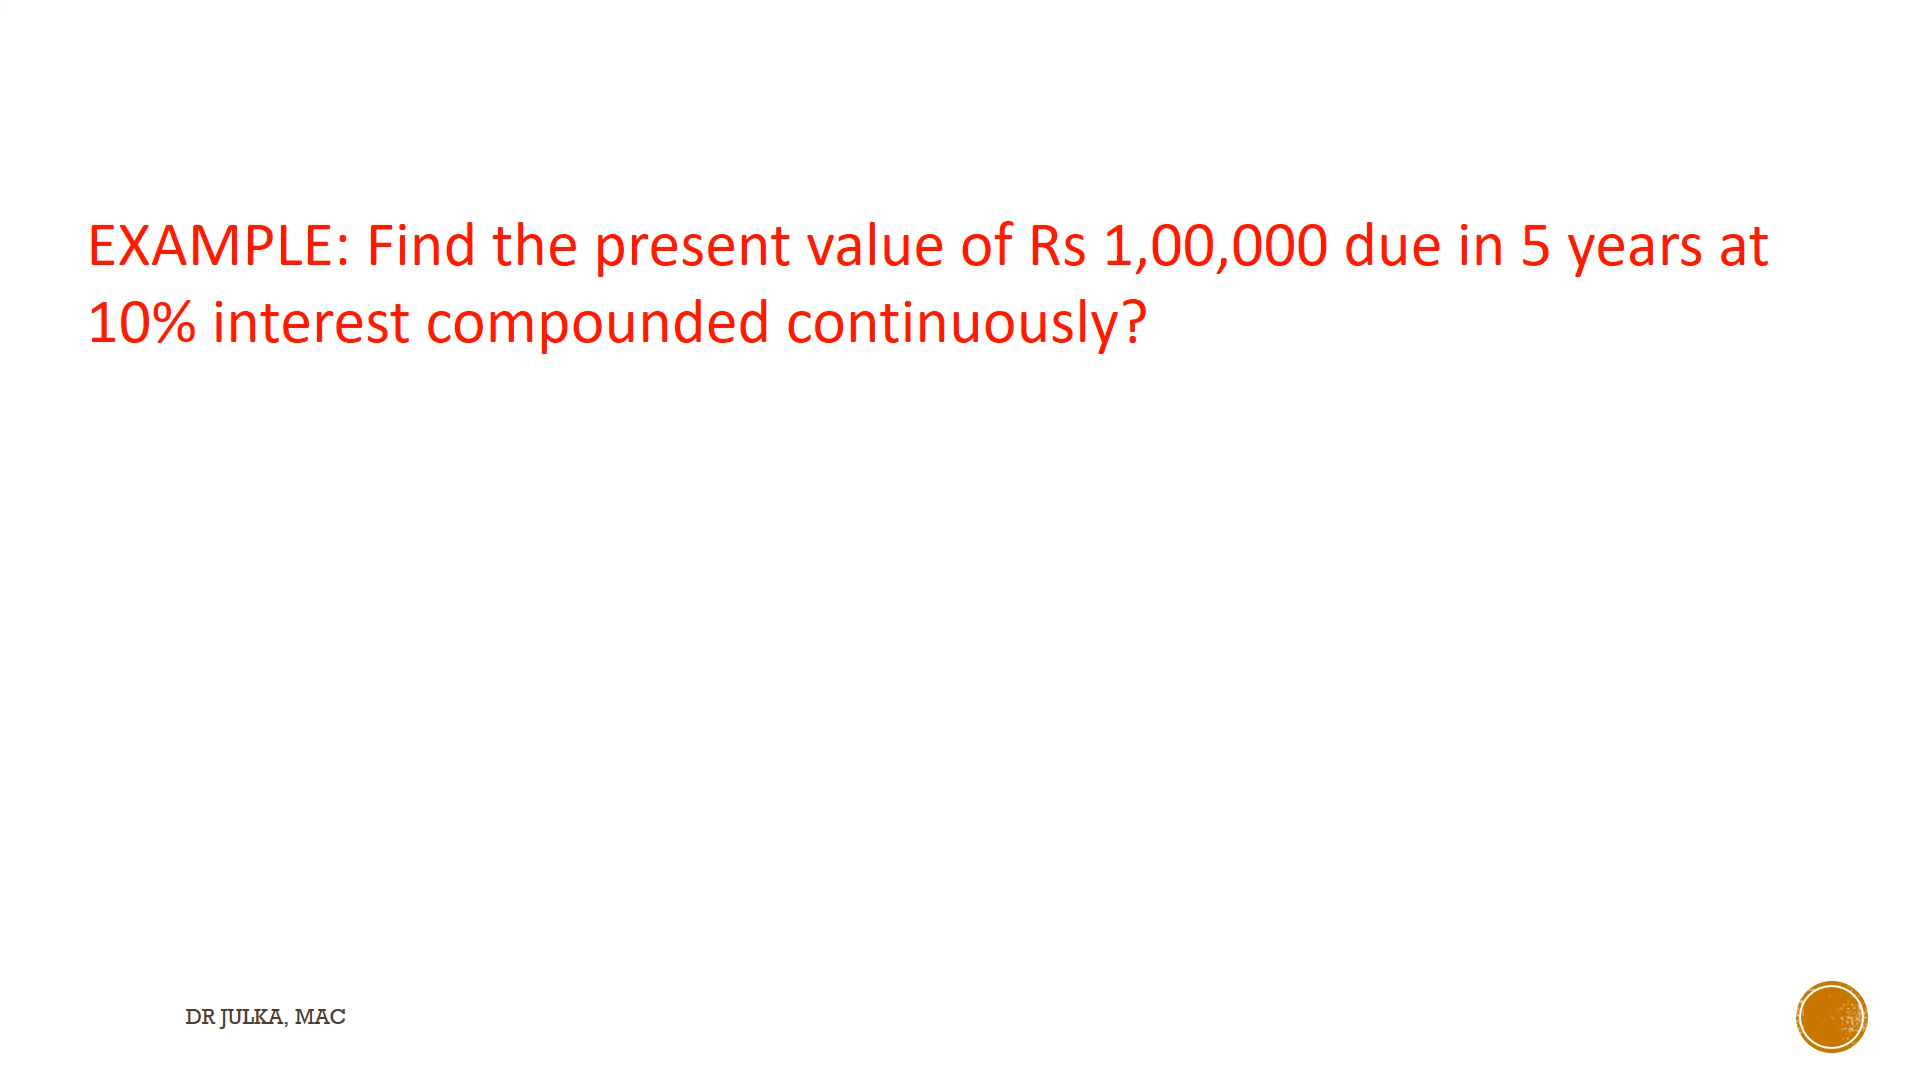 EXAMPLE: Find the present value of Rs 1,00,000 due in 5 years at
10% interest compounded continuously?
DR JULKA, MAC